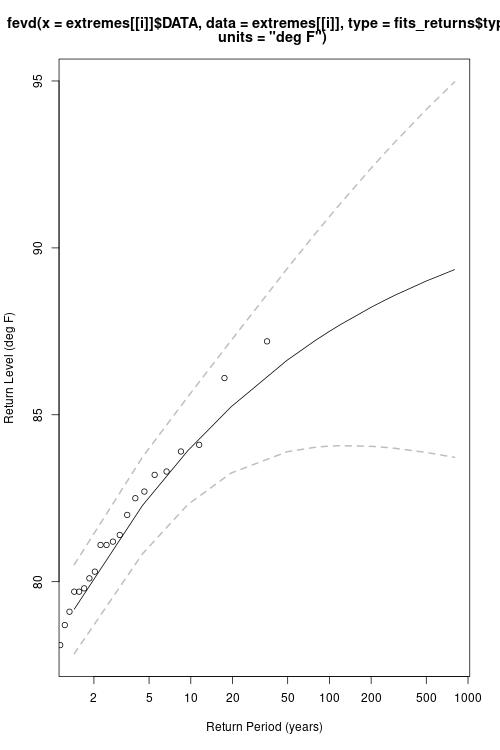 fevd(x = extremes[[i]]$DATA, data = extremes[[i]], type = fits_returns$typ
units = "deg F")
95
90
85
80
Return Level (deg F)
2 5 10 20 50 100 200 500 1000
Return Period (years)